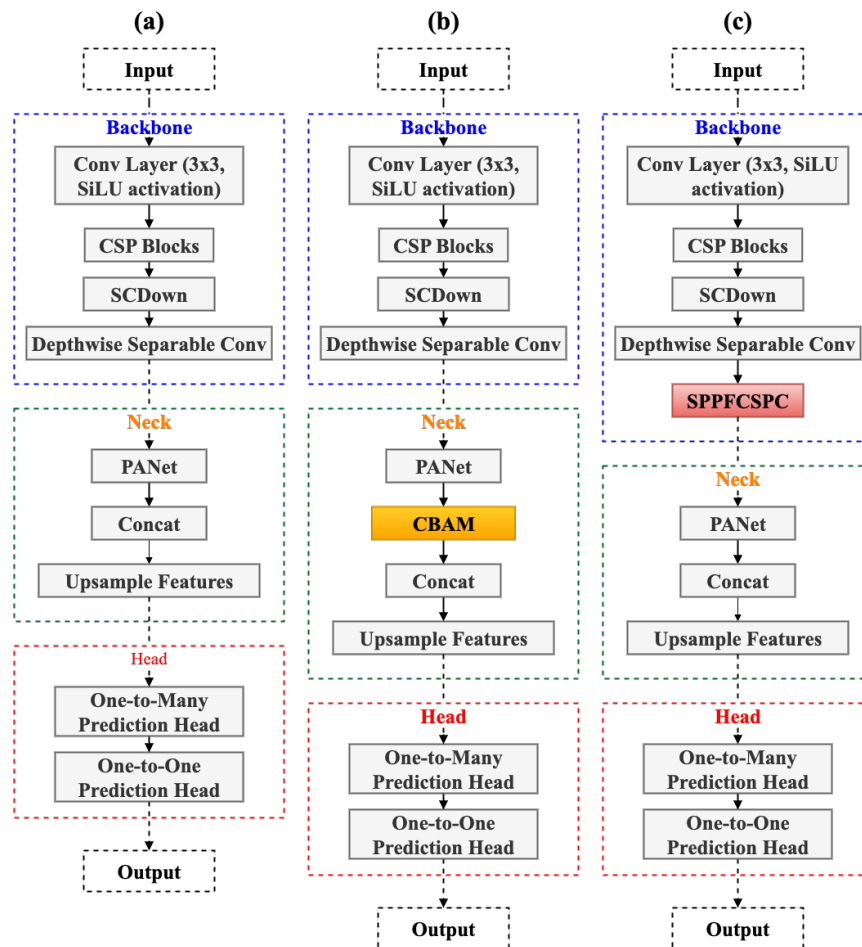 (a)
Input
Backbone
Conv Layer (3x3,
SiLU activation)
CSP Blocks
SCDown
Depthwise Separable Conv
Neck
PANet
Concat
Upsample Features
Head
One-to-Many
Prediction Head
One-to-One
Prediction Head
Output
(b)
Input
Backbone
Conv Layer (3x3,
SiLU activation)
CSP Blocks
SCDown
Depthwise Separable Conv
Neck
PANet
CBAM
Concat
Upsample Features
Head
One-to-Many
Prediction Head
One-to-One
Prediction Head
Output
(c)
Input
Backbone
Conv Layer (3x3, SiLU
activation)
CSP Blocks
SCDown
Depthwise Separable Conv
SPPFCSPC
Neck
PANet
Concat
Upsample Features
Head
One-to-Many
Prediction Head
One-to-One
Prediction Head
Output